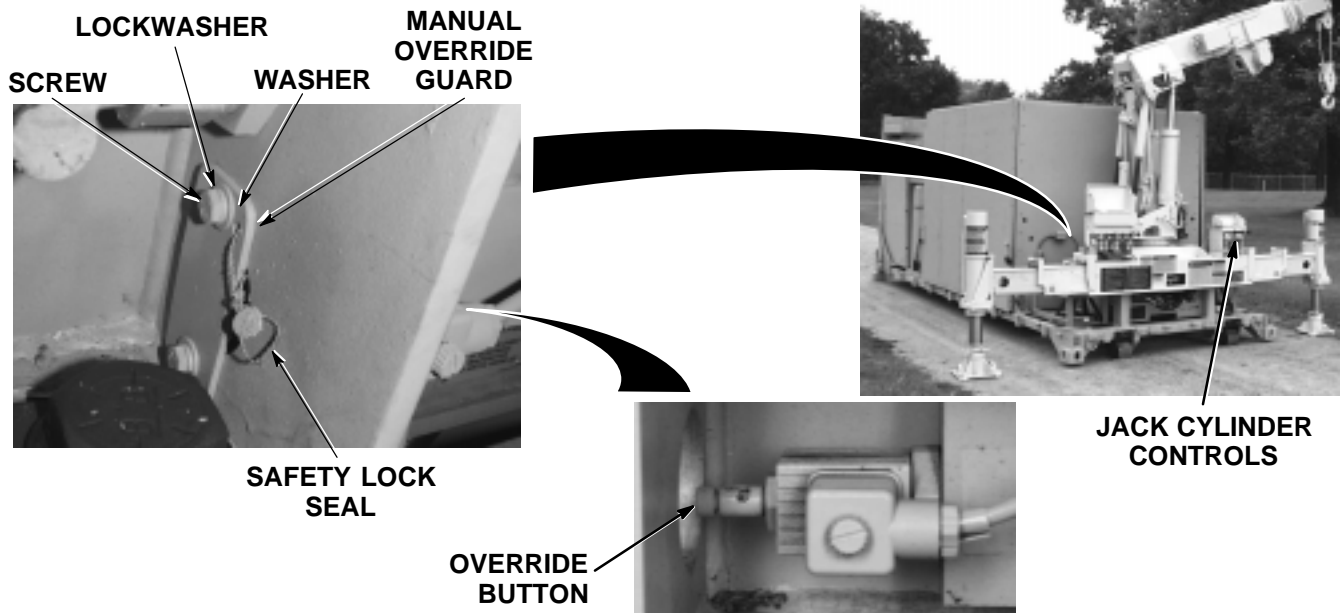 LOCKWASHER
MANUAL
OVERRIDE
GUARD
SCREW
WASHER
SAFETY LOCK
SEAL
JACK CYLINDER
CONTROLS
OVERRIDE
BUTTON